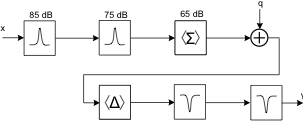 85 dB 75 dB 65 dB q
x ⟨Σ⟩ +
⟨Δ⟩ y